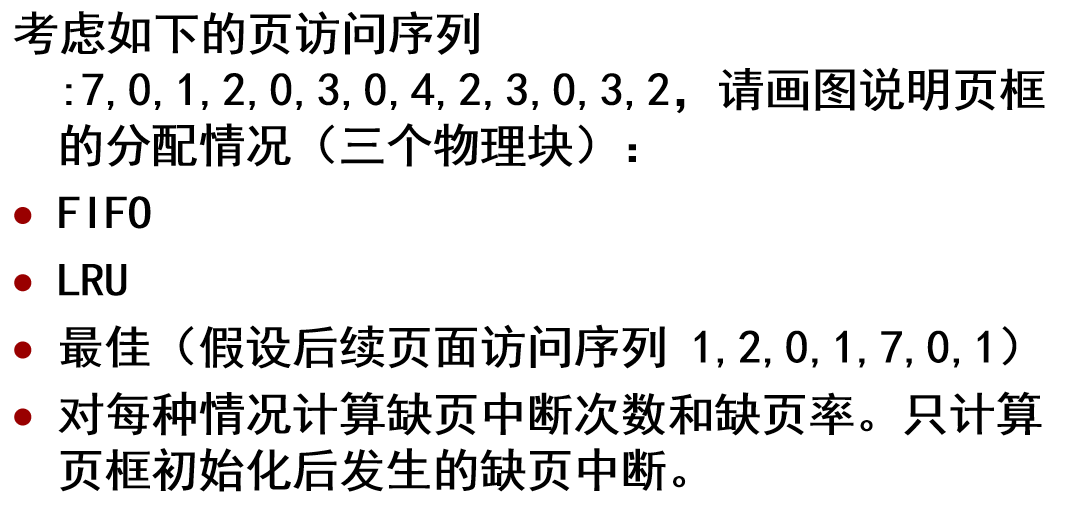 考虑如下的页访问序列
:7,0,1,2,0,3,0,4,2,3,0,3,2，请画图说明页框
的分配情况（三个物理块）：
• FIFO
• LRU
• 最佳（假设后续页面访问序列 1,2,0,1,7,0,1）
• 对每种情况计算缺页中断次数和缺页率。只计算
页框初始化后发生的缺页中断。